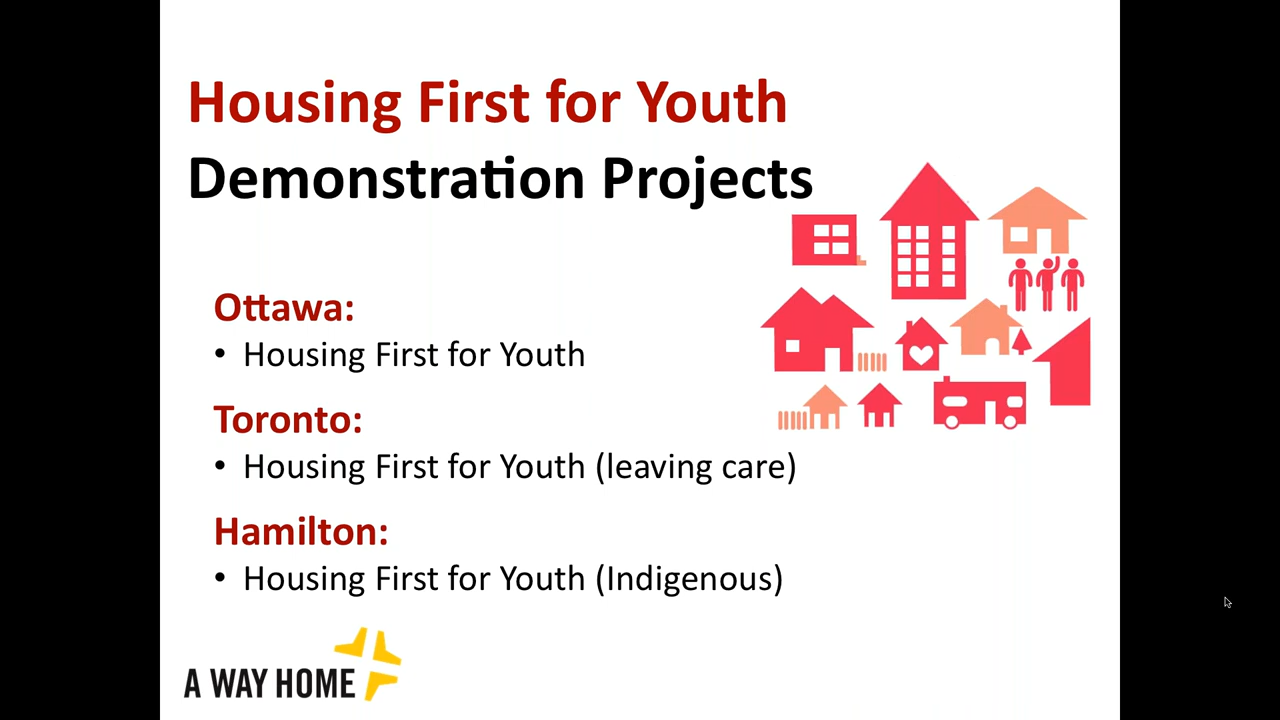 Housing First for Youth
Demonstration Projects
Ottawa:
• Housing First for Youth
Toronto:
• Housing First for Youth (leaving care)
Hamilton:
• Housing First for Youth (Indigenous)
A WAY HOME